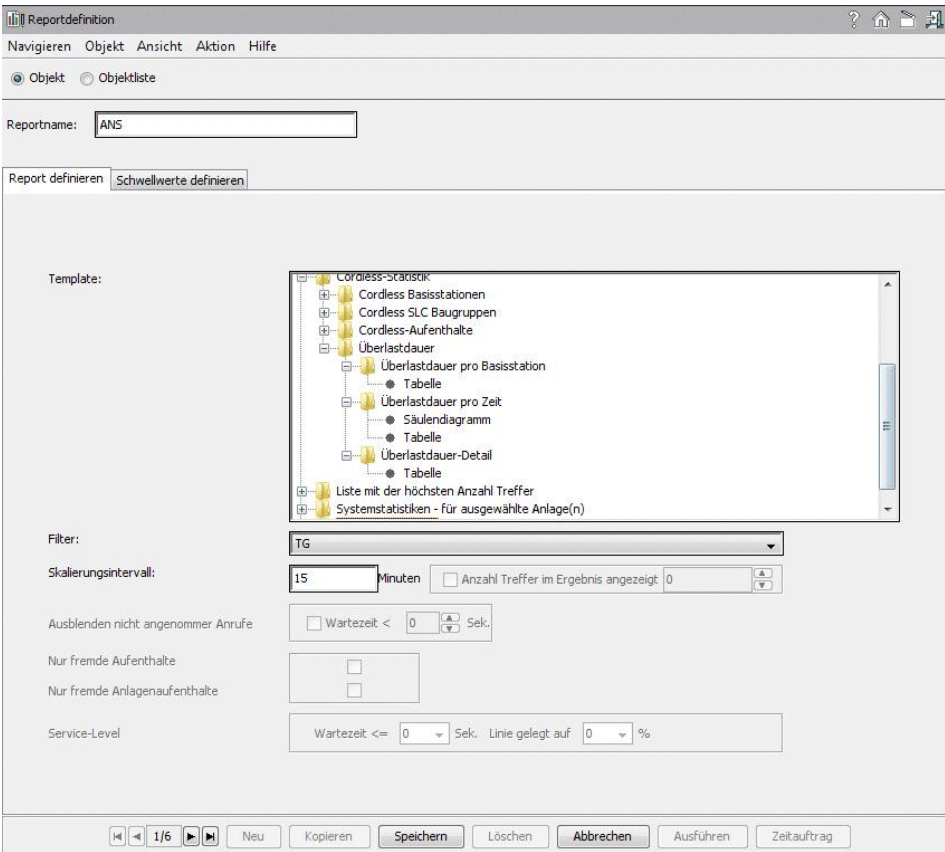 Reportdefinition
?
Navigieren Objekt Ansicht Aktion Hilfe
Objekt Objektliste
Reportname: ANS
Report definieren Schwellwerte definieren
Template:
Cordless-Statistik
Cordless Basisstationen
Cordless SLC Baugruppen
Cordless-Aufenthalte
Überlastdauer
Überlastdauer pro Basisstation
Tabelle
Überlastdauer pro Zeit
Säulendiagramm
Tabelle
Überlastdauer-Detail
Tabelle
Liste mit der höchsten Anzahl Treffer
Systemstatistiken - für ausgewählte Anlage(n)
Filter: TG
Skalierungsintervall: 15 Minuten Anzahl Treffer im Ergebnis angezeigt 0
Ausblenden nicht angenommer Anrufe Wartezeit < 0 Sek.
Nur fremde Aufenthalte
Nur fremde Anlagenaufenthalte
Service-Level Wartezeit <= 0 Sek. Linie gelegt auf 0 %
1/6 Neu Kopieren Speichern Löschen Abbrechen Ausführen Zeitauftrag